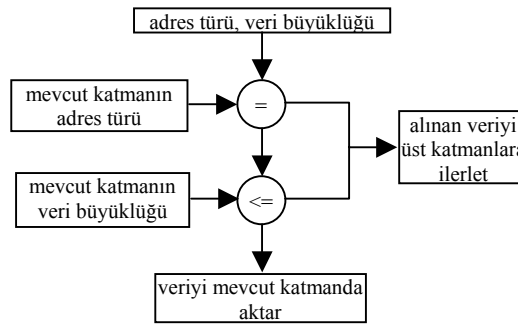 adres türü, veri büyüklüğü
mevcut katmanın
adres türü
=
alınan veriyi
üst katmanlara
ilerlet
mevcut katmanın
veri büyüklüğü
<=
veriyi mevcut katmanda
aktar